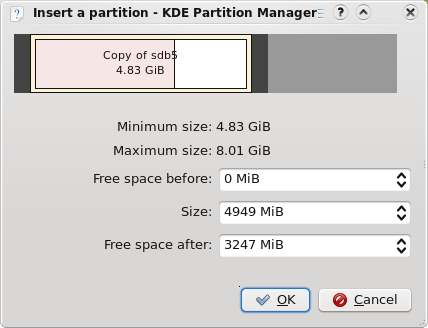 Insert a partition - KDE Partition Manager
Copy of sdb5
4.83 GiB
Minimum size: 4.83 GiB
Maximum size: 8.01 GiB
Free space before: 0 MiB
Size: 4949 MiB
Free space after: 3247 MiB
OK Cancel